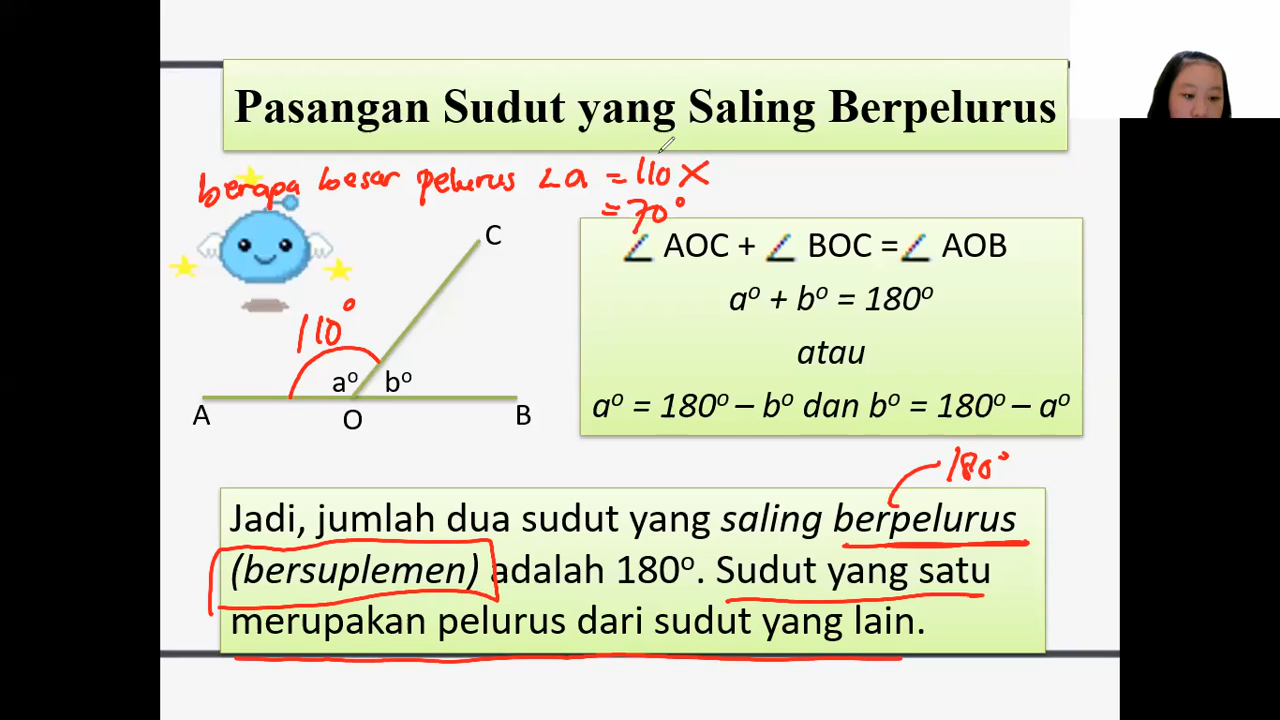 Pasangan Sudut yang Saling Berpelurus
berapa besar pelurus ∠a = 110 X
= 70°
C
110°
a° b°
A
O
B
∠ AOC + ∠ BOC = ∠ AOB
a° + b° = 180°
atau
a° = 180° – b° dan b° = 180° – a°
180°
Jadi, jumlah dua sudut yang saling berpelurus
(bersuplemen) adalah 180°. Sudut yang satu
merupakan pelurus dari sudut yang lain.